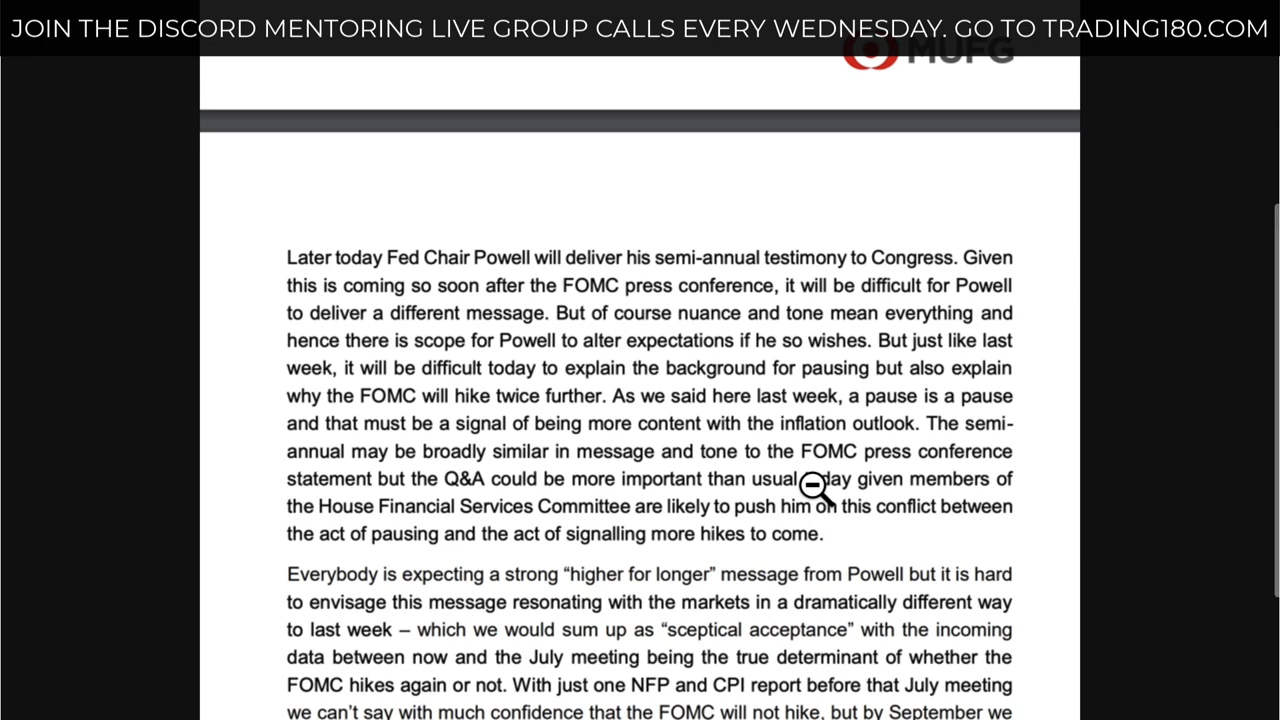 JOIN THE DISCORD MENTORING LIVE GROUP CALLS EVERY WEDNESDAY. GO TO TRADING180.COM
MUFG
Later today Fed Chair Powell will deliver his semi-annual testimony to Congress. Given
this is coming so soon after the FOMC press conference, it will be difficult for Powell
to deliver a different message. But of course nuance and tone mean everything and
hence there is scope for Powell to alter expectations if he so wishes. But just like last
week, it will be difficult today to explain the background for pausing but also explain
why the FOMC will hike twice further. As we said here last week, a pause is a pause
and that must be a signal of being more content with the inflation outlook. The semi-
annual may be broadly similar in message and tone to the FOMC press conference
statement but the Q&A could be more important than usual today given members of
the House Financial Services Committee are likely to push him on this conflict between
the act of pausing and the act of signalling more hikes to come.
Everybody is expecting a strong “higher for longer” message from Powell but it is hard
to envisage this message resonating with the markets in a dramatically different way
to last week – which we would sum up as “sceptical acceptance” with the incoming
data between now and the July meeting being the true determinant of whether the
FOMC hikes again or not. With just one NFP and CPI report before that July meeting
we can’t say with much confidence that the FOMC will not hike, but by September we